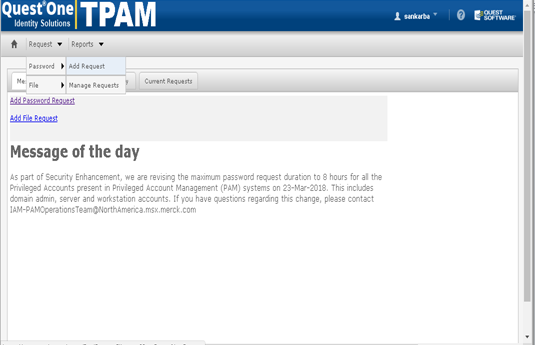 Quest One
Identity Solutions
TPAM
sankarba
QUEST
SOFTWARE
Request
Reports
Password
Add Request
File
Manage Requests
Current Requests
Add Password Request
Add File Request
Message of the day
As part of Security Enhancement, we are revising the maximum password request duration to 8 hours for all the
Privileged Accounts present in Privileged Account Management (PAM) systems on 23-Mar-2018. This includes
domain admin, server and workstation accounts. If you have questions regarding this change, please contact
IAM-PAMOperationsTeam@NorthAmerica.msx.merck.com